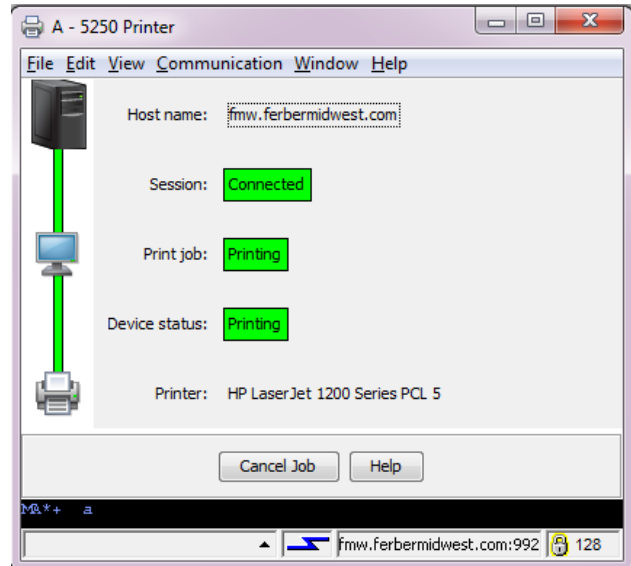 A - 5250 Printer
File Edit View Communication Window Help
Host name: fmw.ferbermidwest.com
Session: Connected
Print job: Printing
Device status: Printing
Printer: HP LaserJet 1200 Series PCL 5
Cancel Job Help
MA*+ a
fmw.ferbermidwest.com:992 128